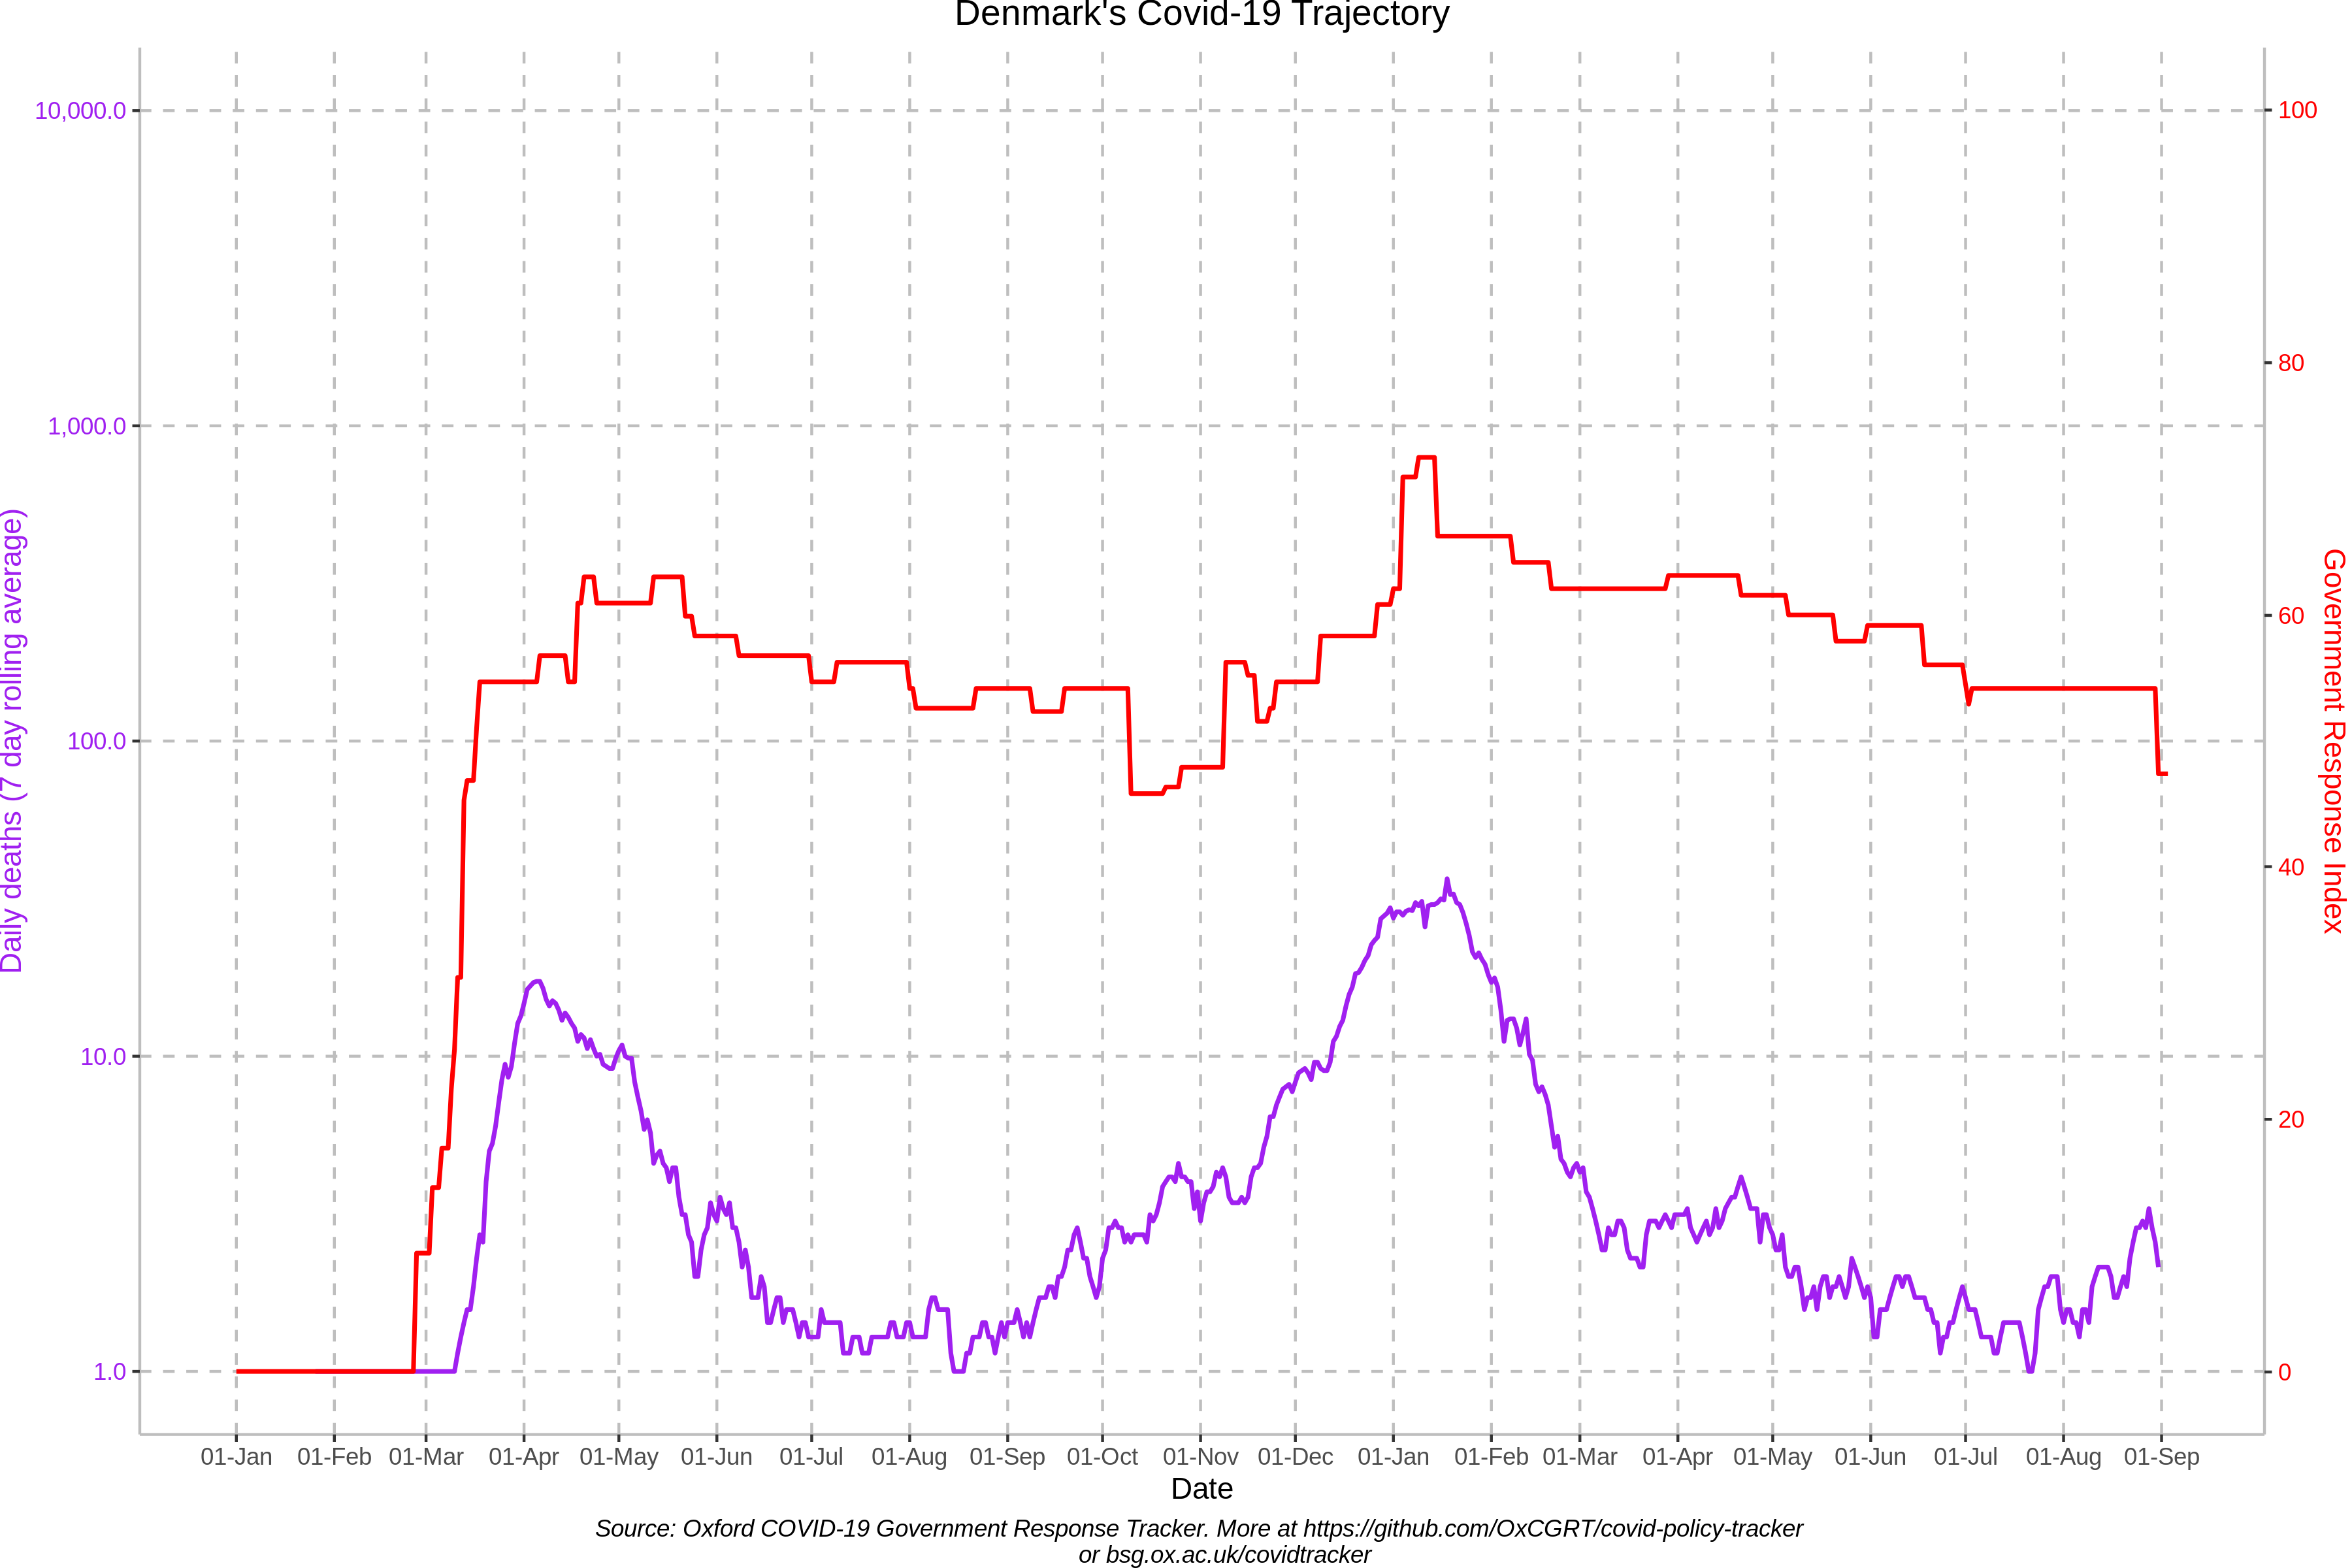 Denmark's Covid-19 Trajectory
Daily deaths (7 day rolling average)
10,000.0
1,000.0
100.0
10.0
1.0
100
80
60
40
20
0
Government Response Index
01-Jan 01-Feb 01-Mar 01-Apr 01-May 01-Jun 01-Jul 01-Aug 01-Sep 01-Oct 01-Nov 01-Dec 01-Jan 01-Feb 01-Mar 01-Apr 01-May 01-Jun 01-Jul 01-Aug 01-Sep
Date
Source: Oxford COVID-19 Government Response Tracker. More at https://github.com/OxCGRT/covid-policy-tracker
or bsg.ox.ac.uk/covidtracker